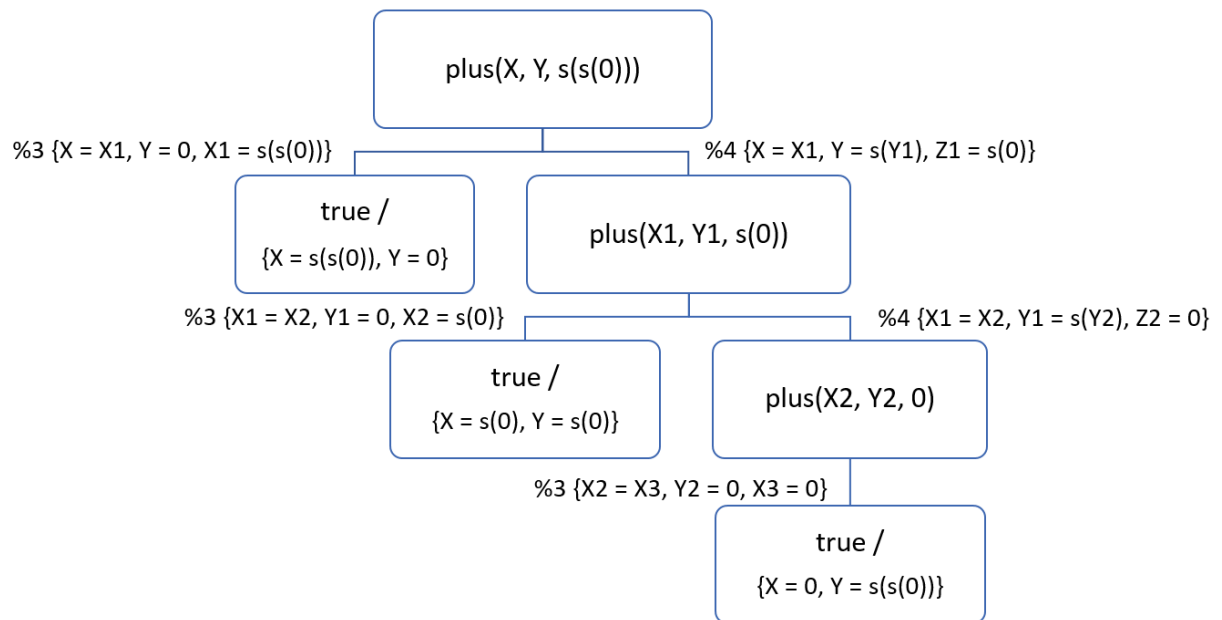 plus(X, Y, s(s(0)))
%3 {X = X1, Y = 0, X1 = s(s(0))}
%4 {X = X1, Y = s(Y1), Z1 = s(0)}
true /
{X = s(s(0)), Y = 0}
plus(X1, Y1, s(0))
%3 {X1 = X2, Y1 = 0, X2 = s(0)}
%4 {X1 = X2, Y1 = s(Y2), Z2 = 0}
true /
{X = s(0), Y = s(0)}
plus(X2, Y2, 0)
%3 {X2 = X3, Y2 = 0, X3 = 0}
true /
{X = 0, Y = s(s(0))}